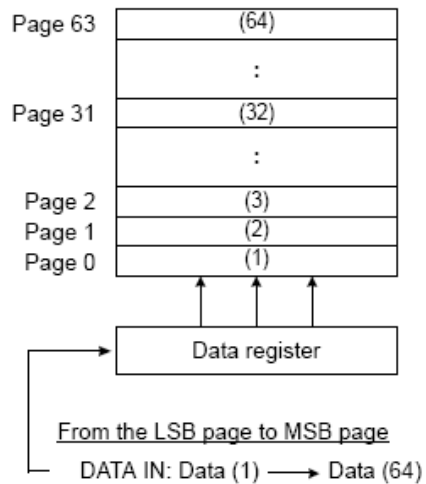 Page 63 (64)
:
Page 31 (32)
:
Page 2 (3)
Page 1 (2)
Page 0 (1)
Data register
From the LSB page to MSB page
DATA IN: Data (1) → Data (64)